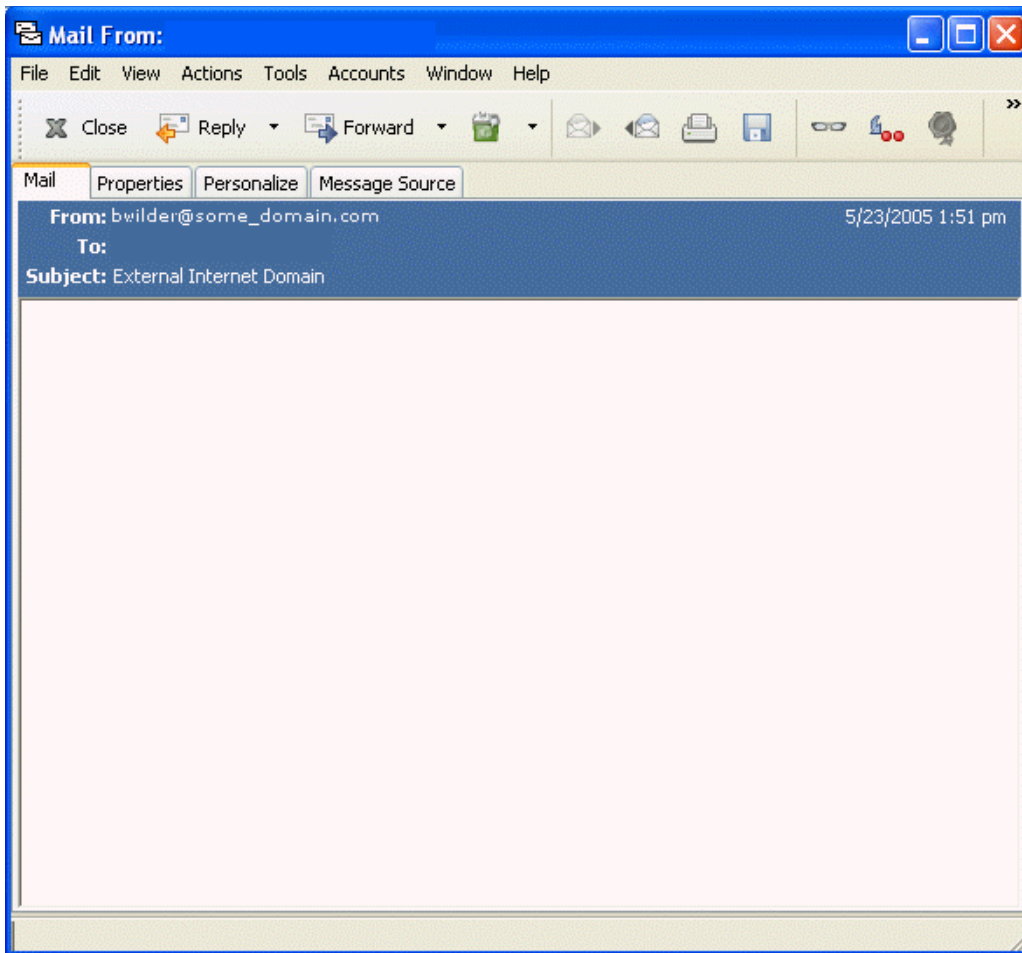 Mail From:
File Edit View Actions Tools Accounts Window Help
Close Reply Forward »
Mail Properties Personalize Message Source
From: bwilder@some_domain.com 5/23/2005 1:51 pm
To:
Subject: External Internet Domain